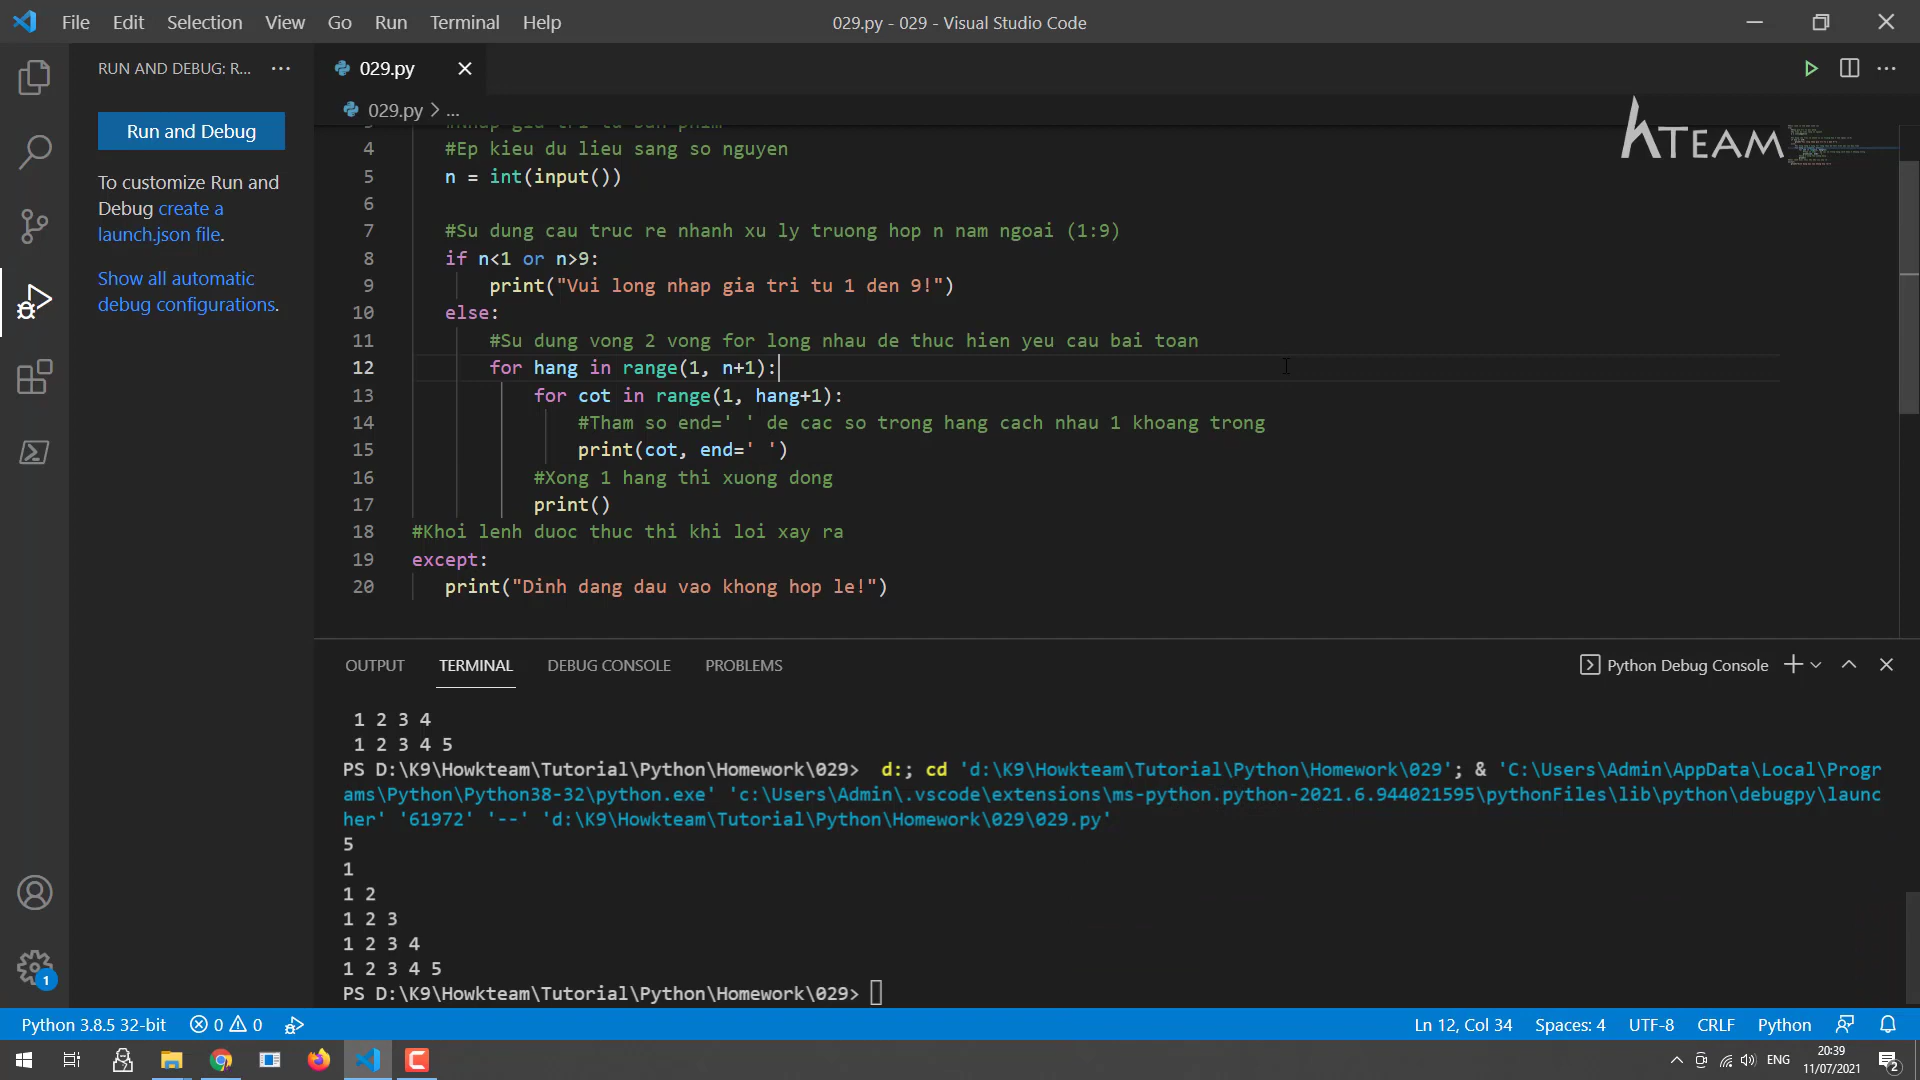 File Edit Selection View Go Run Terminal Help
029.py - 029 - Visual Studio Code
RUN AND DEBUG: R...
Run and Debug
To customize Run and
Debug create a
launch.json file.
Show all automatic
debug configurations.
029.py
029.py > ...
HTEAM
#Nhap gia tri tu ban phim
4 #Ep kieu du lieu sang so nguyen
5 n = int(input())
6
7 #Su dung cau truc re nhanh xu ly truong hop n nam ngoai (1:9)
8 if n<1 or n>9:
9 print("Vui long nhap gia tri tu 1 den 9!")
10 else:
11 #Su dung vong 2 vong for long nhau de thuc hien yeu cau bai toan
12 for hang in range(1, n+1):
13 for cot in range(1, hang+1):
14 #Tham so end=' ' de cac so trong hang cach nhau 1 khoang trong
15 print(cot, end=' ')
16 #Xong 1 hang thi xuong dong
17 print()
18 #Khoi lenh duoc thuc thi khi loi xay ra
19 except:
20 print("Dinh dang dau vao khong hop le!")
OUTPUT TERMINAL DEBUG CONSOLE PROBLEMS
Python Debug Console
1 2 3 4
1 2 3 4 5
PS D:\K9\Howkteam\Tutorial\Python\Homework\029> d:; cd 'd:\K9\Howkteam\Tutorial\Python\Homework\029'; & 'C:\Users\Admin\AppData\Local\Progr
ams\Python\Python38-32\python.exe' 'c:\Users\Admin\.vscode\extensions\ms-python.python-2021.6.944021595\pythonFiles\lib\python\debugpy\launc
her' '61972' '--' 'd:\K9\Howkteam\Tutorial\Python\Homework\029\029.py'
5
1
1 2
1 2 3
1 2 3 4
1 2 3 4 5
PS D:\K9\Howkteam\Tutorial\Python\Homework\029>
1
Python 3.8.5 32-bit
0 0
Ln 12, Col 34
Spaces: 4
UTF-8
CRLF
Python
ENG
20:39
11/07/2021
2